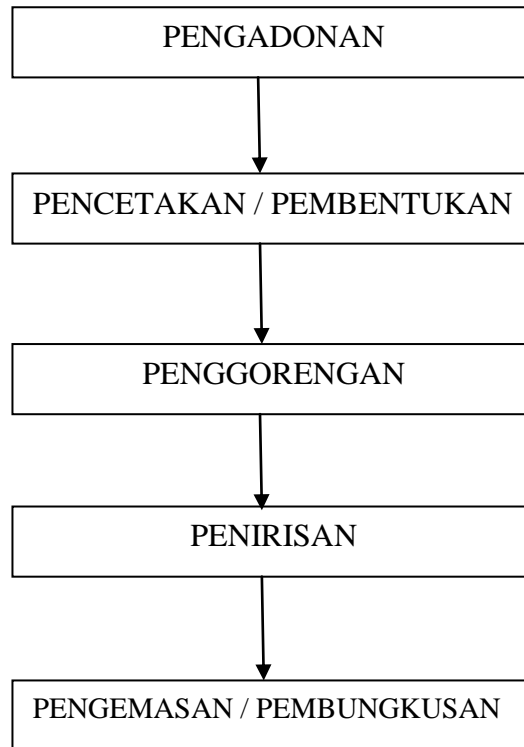 PENGADONAN
PENCETAKAN / PEMBENTUKAN
PENGGORENGAN
PENIRISAN
PENGEMASAN / PEMBUNGKUSAN